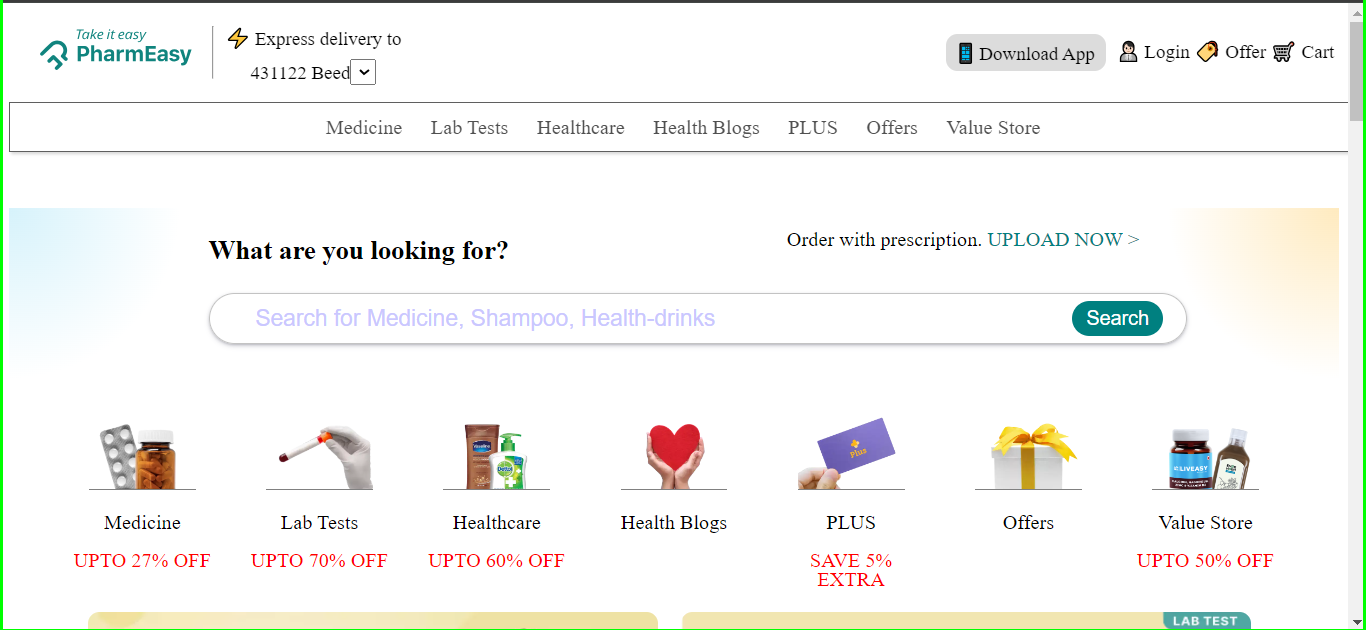 Take it easy
PharmEasy
Express delivery to
431122 Beed
Download App
Login
Offer
Cart
Medicine Lab Tests Healthcare Health Blogs PLUS Offers Value Store
What are you looking for?
Order with prescription. UPLOAD NOW >
Search for Medicine, Shampoo, Health-drinks
Search
Vaseline
Dettol
Plus
LIVEASY
Medicine Lab Tests Healthcare Health Blogs PLUS Offers Value Store
UPTO 27% OFF UPTO 70% OFF UPTO 60% OFF SAVE 5% UPTO 50% OFF
EXTRA
LAB TEST